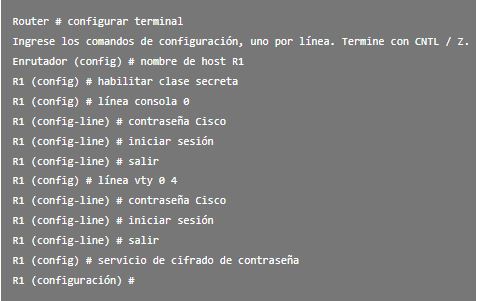 Router # configurar terminal
Ingrese los comandos de configuración, uno por línea. Termine con CNTL / Z.
Enrutador (config) # nombre de host R1
R1 (config) # habilitar clase secreta
R1 (config) # línea consola 0
R1 (config-line) # contraseña Cisco
R1 (config-line) # iniciar sesión
R1 (config-line) # salir
R1 (config) # línea vty 0 4
R1 (config-line) # contraseña Cisco
R1 (config-line) # iniciar sesión
R1 (config-line) # salir
R1 (config) # servicio de cifrado de contraseña
R1 (configuración) #